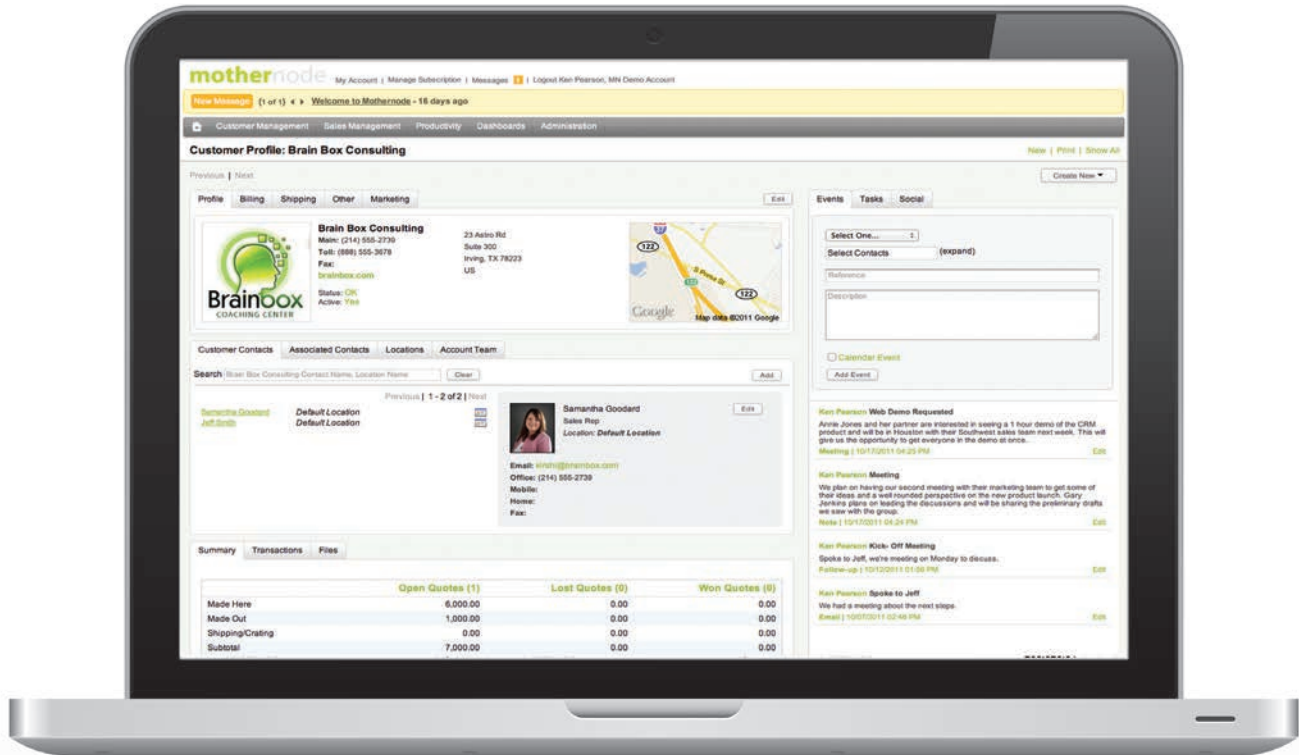 mothernode My Account | Manage Subscription | Messages | Logout Ken Pearson, MN Demo Account
New Message (1 of 1) Welcome to Mothernode - 16 days ago
Customer Management Sales Management Productivity Dashboards Administration
Customer Profile: Brain Box Consulting
New | Print | Show All
Previous | Next
Create New
Profile Billing Shipping Other Marketing
Edit
Brainbox
COACHING CENTER
Brain Box Consulting
Main: (214) 555-2739
Toll: (888) 555-3678
Fax:
brainbox.com
Status: OK
Active: Yes
23 Astro Rd
Suite 300
Irving, TX 78223
US
37
122
122
Google
Map data ©2011 Google
Customer Contacts Associated Contacts Locations Account Team
Search Brain Box Consulting Contact Name, Location Name
Clear
Add
Previous | 1 - 2 of 2 | Next
Samantha Goodard Default Location
Jeff Smith Default Location
Samantha Goodard
Sales Rep
Location: Default Location
Edit
Email: @brainbox.com
Office: (214) 555-2739
Mobile:
Home:
Fax:
Summary Transactions Files
Open Quotes (1) Lost Quotes (0) Won Quotes (0)
Made Here 6,000.00 0.00 0.00
Made Out 1,000.00 0.00 0.00
Shipping/Crating 0.00 0.00 0.00
Subtotal 7,000.00 0.00 0.00
Events Tasks Social
Select One...
Select Contacts (expand)
Reference
Description
Calendar Event
Add Event
Ken Pearson Web Demo Requested
Annie Jones and her partner are interested in seeing a 1 hour demo of the CRM
product and will be in Houston with their Southwest sales team next week. This will
give us the opportunity to get everyone in the demo at once.
Meeting | 10/17/2011 04:25 PM
Edit
Ken Pearson Meeting
We plan on having our second meeting with their marketing team to get some of
their ideas and a well rounded perspective on the new product launch. Gary
Jenkins plans on leading the discussions and will be sharing the preliminary drafts
we saw with the group.
Note | 10/17/2011 04:24 PM
Edit
Ken Pearson Kick- Off Meeting
Spoke to Jeff, we're meeting on Monday to discuss.
Follow-up | 10/12/2011 PM
Edit
Ken Pearson Spoke to Jeff
We had a meeting about the next steps.
Email | 10/07/2011 02:46 PM
Edit